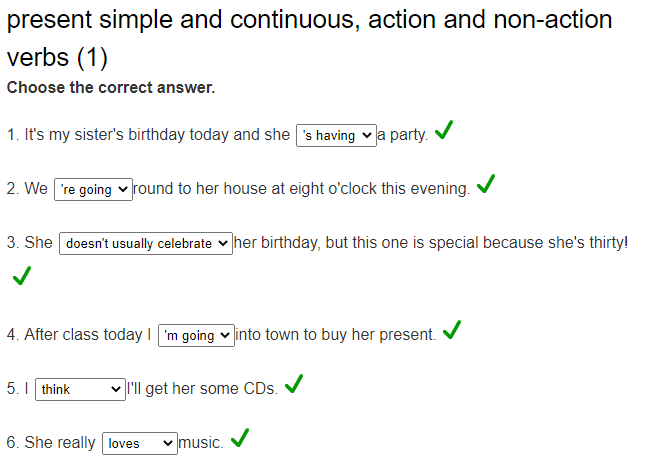 present simple and continuous, action and non-action
verbs (1)
Choose the correct answer.
1. It's my sister's birthday today and she 's having a party.
2. We 're going round to her house at eight o'clock this evening.
3. She doesn't usually celebrate her birthday, but this one is special because she's thirty!
4. After class today I 'm going into town to buy her present.
5. I think I'll get her some CDs.
6. She really loves music.